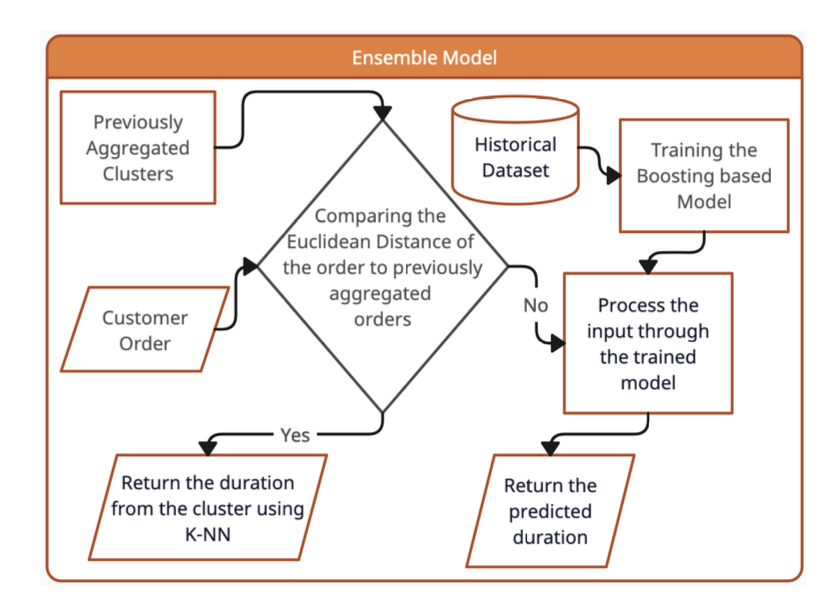 Ensemble Model
Previously
Aggregated
Clusters
Historical
Dataset
Training the
Boosting based
Model
Comparing the
Euclidean Distance of
the order to previously
aggregated
orders
Customer
Order
No
Process the
input through
the trained
model
Yes
Return the duration
from the cluster using
K-NN
Return the
predicted
duration